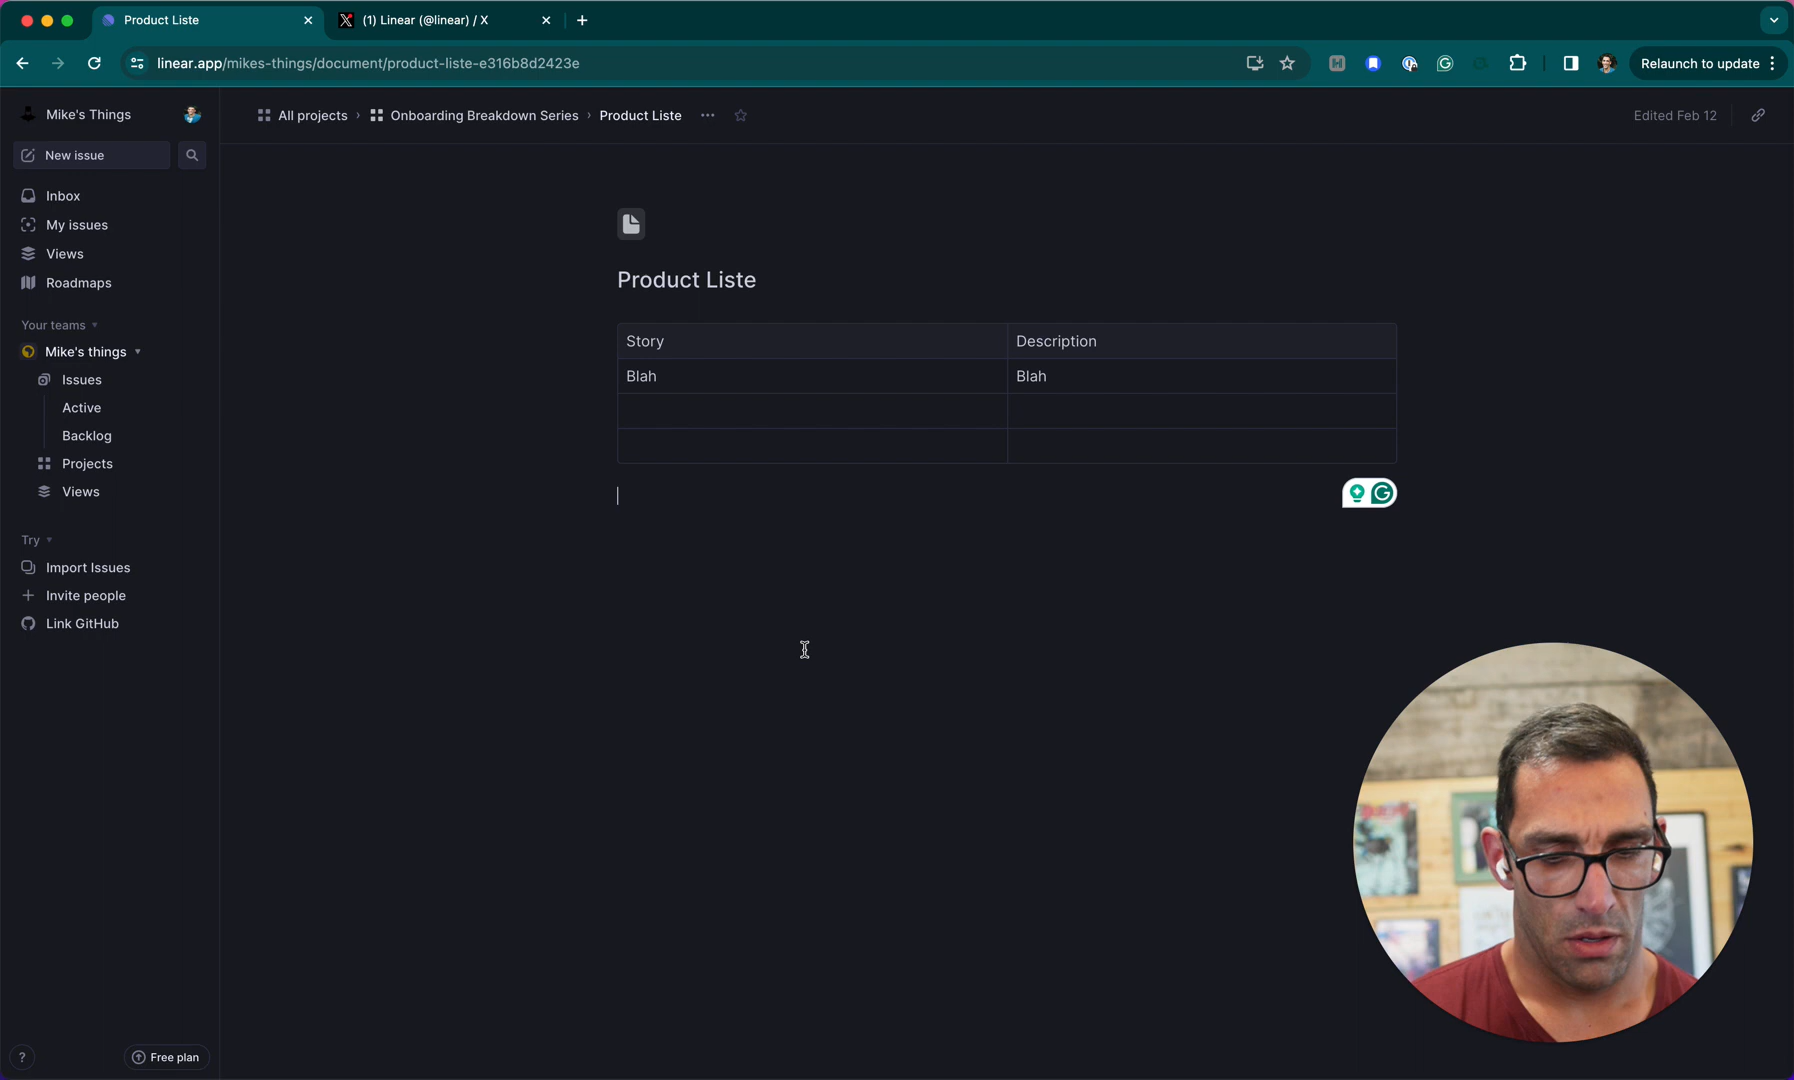 Product Liste
(1) Linear (@linear) / X
linear.app/mikes-things/document/product-liste-e316b8d2423e
Relaunch to update
Mike's Things
All projects › Onboarding Breakdown Series › Product Liste
Edited Feb 12
New issue
Inbox
My issues
Views
Roadmaps
Your teams
Mike's things
Issues
Active
Backlog
Projects
Views
Try
Import Issues
Invite people
Link GitHub
? Free plan
Product Liste
Story Description
Blah Blah